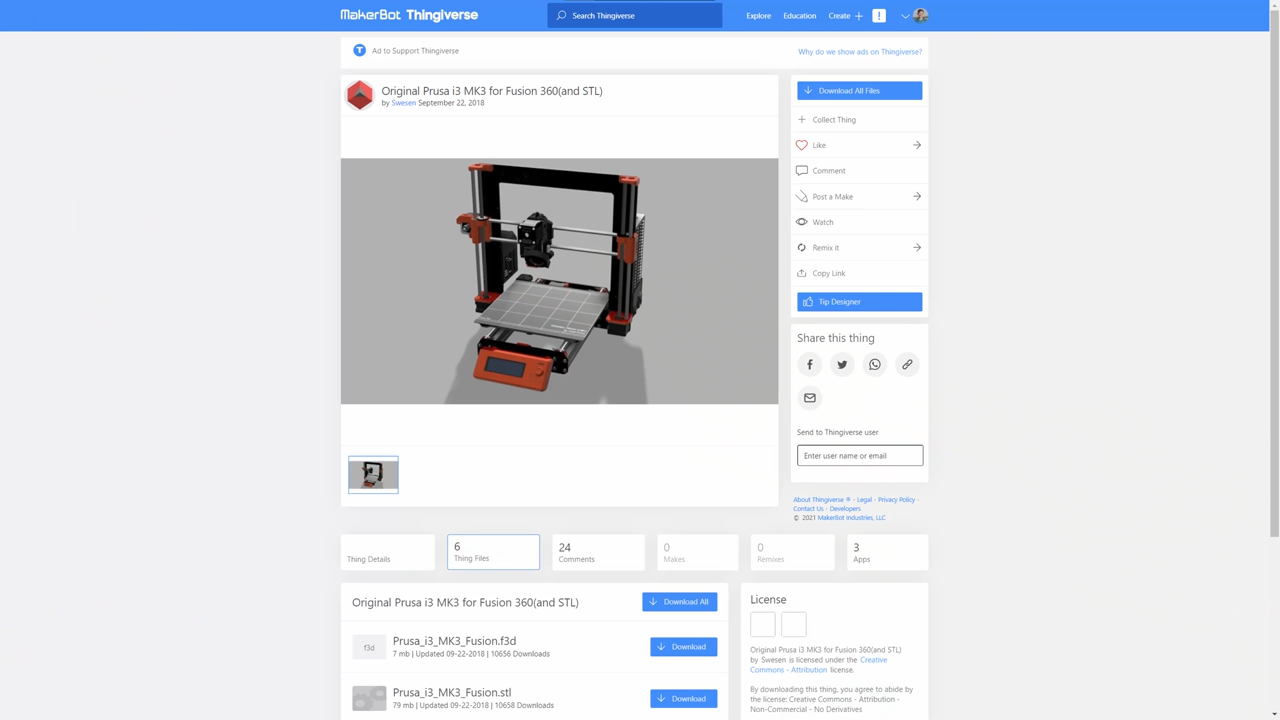 MakerBot Thingiverse
Search Thingiverse
Explore
Education
Create
Ad to Support Thingiverse
Why do we show ads on Thingiverse?
Original Prusa i3 MK3 for Fusion 360(and STL)
by Swesen September 22, 2018
Download All Files
Collect Thing
Like
Comment
Post a Make
Watch
Remix it
Copy Link
Tip Designer
Share this thing
Send to Thingiverse user
Enter user name or email
About Thingiverse ® · Legal · Privacy Policy ·
Contact Us · Developers
© 2021 MakerBot Industries, LLC
Thing Details
6
Thing Files
24
Comments
0
Makes
0
Remixes
3
Apps
Original Prusa i3 MK3 for Fusion 360(and STL)
Download All
f3d
Prusa_i3_MK3_Fusion.f3d
7 mb | Updated 09-22-2018 | 10656 Downloads
Download
Prusa_i3_MK3_Fusion.stl
79 mb | Updated 09-22-2018 | 10658 Downloads
Download
License
Original Prusa i3 MK3 for Fusion 360(and STL)
by Swesen is licensed under the Creative
Commons - Attribution license.
By downloading this thing, you agree to abide by
the license: Creative Commons - Attribution -
Non-Commercial - No Derivatives